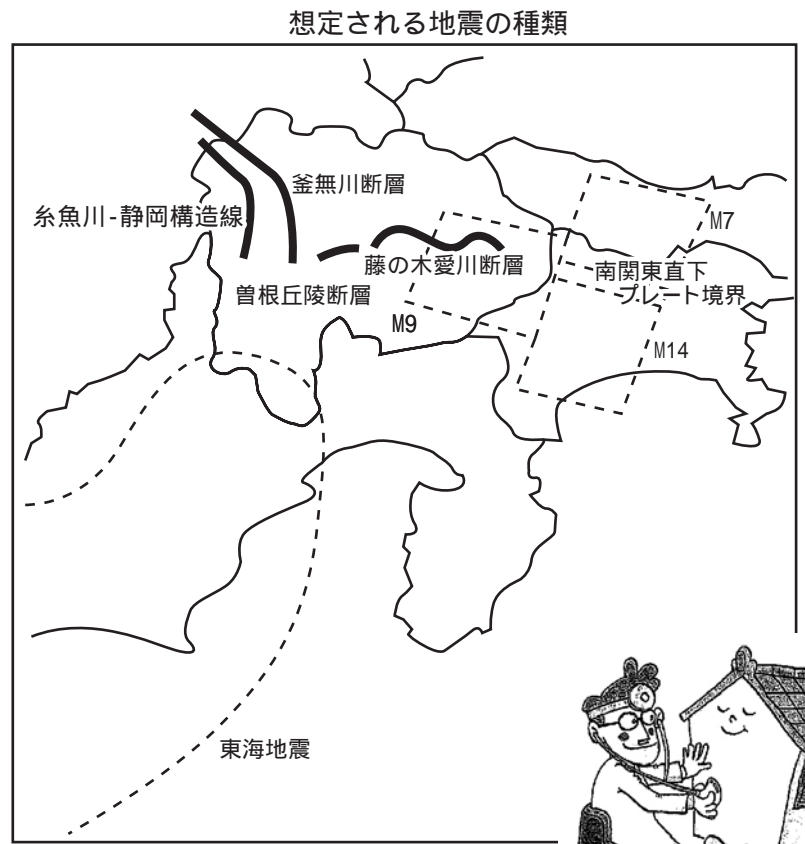 想定される地震の種類
釜無川断層
糸魚川-静岡構造線
M7
藤の木愛川断層
南関東直下
プレート境界
曽根丘陵断層
M9
M14
東海地震